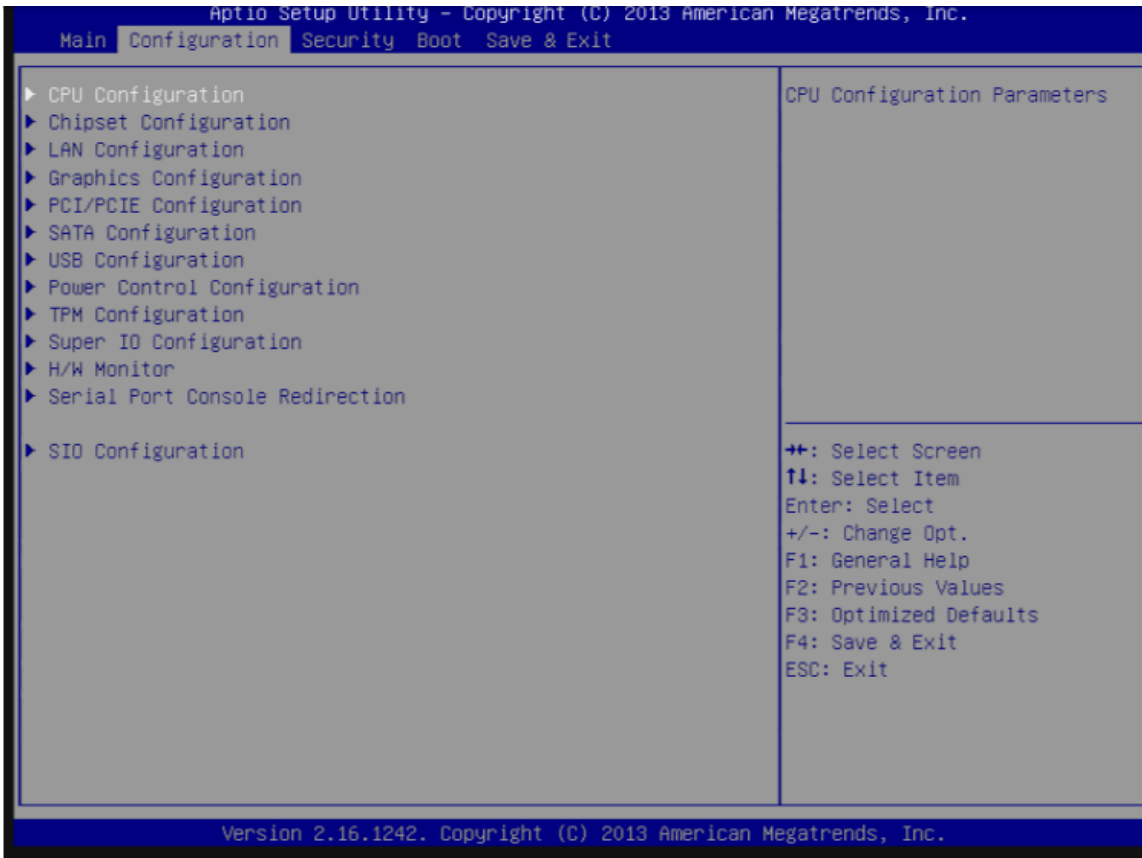 Aptio Setup Utility - Copyright (C) 2013 American Megatrends, Inc.
Main Configuration Security Boot Save & Exit
CPU Configuration
Chipset Configuration
LAN Configuration
Graphics Configuration
PCI/PCIE Configuration
SATA Configuration
USB Configuration
Power Control Configuration
TPM Configuration
Super IO Configuration
H/W Monitor
Serial Port Console Redirection
SIO Configuration
CPU Configuration Parameters
→←: Select Screen
↑↓: Select Item
Enter: Select
+/-: Change Opt.
F1: General Help
F2: Previous Values
F3: Optimized Defaults
F4: Save & Exit
ESC: Exit
Version 2.16.1242. Copyright (C) 2013 American Megatrends, Inc.